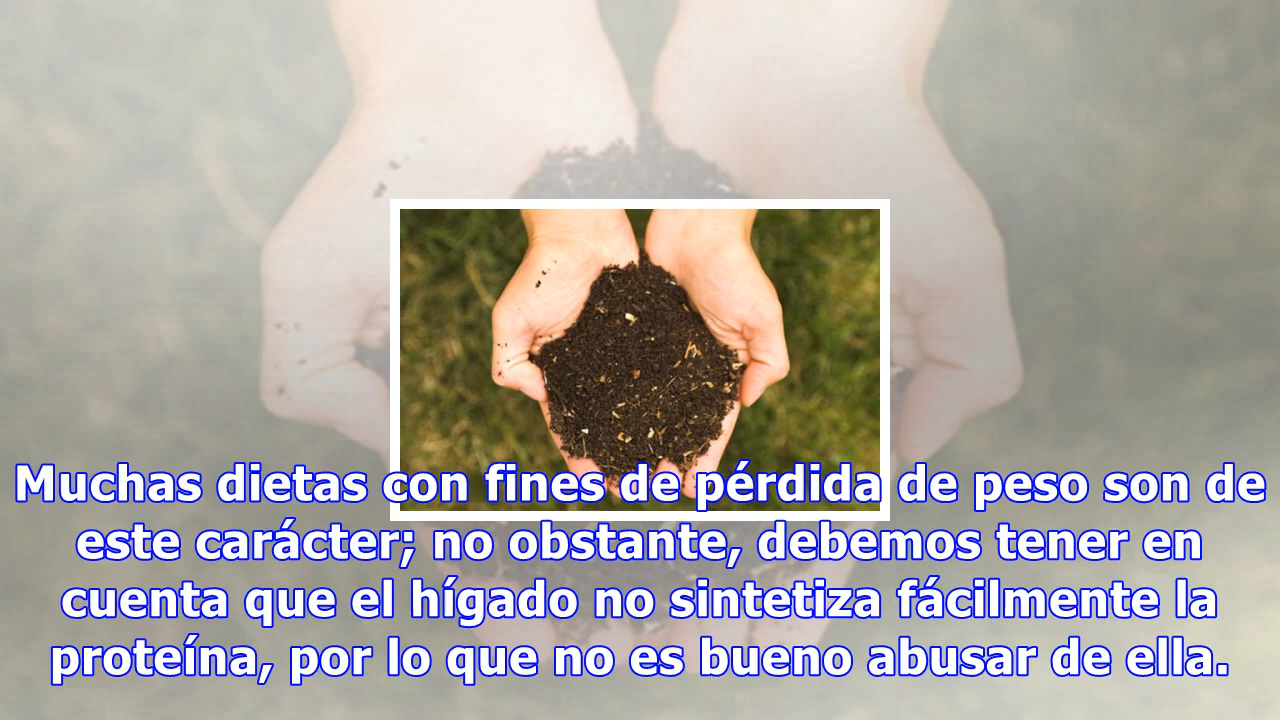 Muchas dietas con fines de pérdida de peso son de
este carácter; no obstante, debemos tener en
cuenta que el hígado no sintetiza fácilmente la
proteína, por lo que no es bueno abusar de ella.